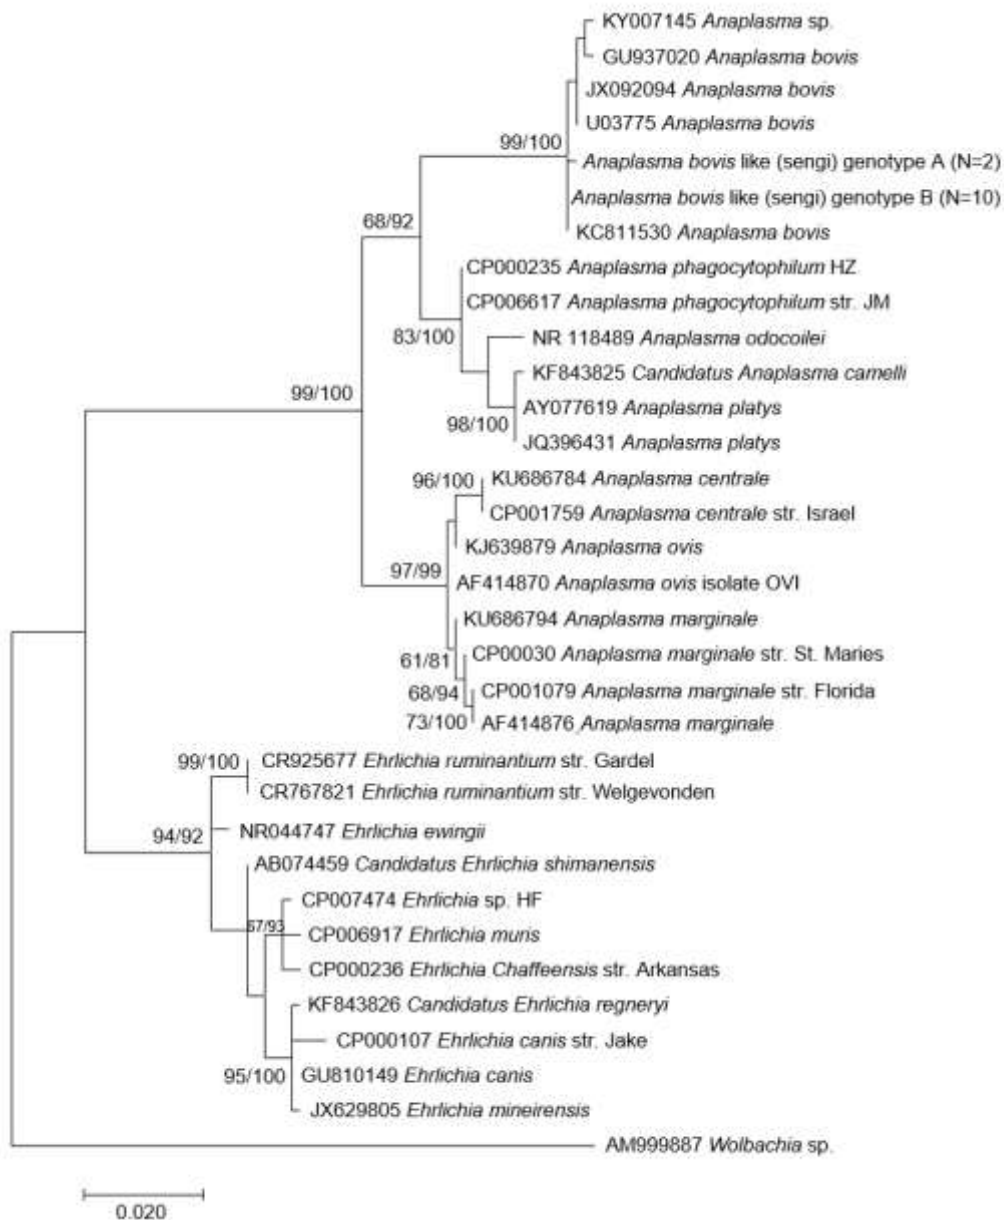 KY007145 Anaplasma sp.
GU937020 Anaplasma bovis
JX092094 Anaplasma bovis
U03775 Anaplasma bovis
99/100
Anaplasma bovis like (sengi) genotype A (N=2)
Anaplasma bovis like (sengi) genotype B (N=10)
68/92
KC811530 Anaplasma bovis
CP000235 Anaplasma phagocytophilum HZ
CP006617 Anaplasma phagocytophilum str. JM
83/100
NR 118489 Anaplasma odocoilei
KF843825 Candidatus Anaplasma camelli
99/100
AY077619 Anaplasma platys
98/100
JQ396431 Anaplasma platys
96/100
KU686784 Anaplasma centrale
CP001759 Anaplasma centrale str. Israel
KJ639879 Anaplasma ovis
97/99
AF414870 Anaplasma ovis isolate OVI
KU686794 Anaplasma marginale
61/81
CP00030 Anaplasma marginale str. St. Maries
68/94
CP001079 Anaplasma marginale str. Florida
73/100
AF414876 Anaplasma marginale
99/100
CR925677 Ehrlichia ruminantium str. Gardel
CR767821 Ehrlichia ruminantium str. Welgevonden
94/92
NR044747 Ehrlichia ewingii
AB074459 Candidatus Ehrlichia shimanensis
CP007474 Ehrlichia sp. HF
67/93
CP006917 Ehrlichia muris
CP000236 Ehrlichia Chaffeensis str. Arkansas
KF843826 Candidatus Ehrlichia regneryi
CP000107 Ehrlichia canis str. Jake
95/100
GU810149 Ehrlichia canis
JX629805 Ehrlichia mineirensis
AM999887 Wolbachia sp.
0.020